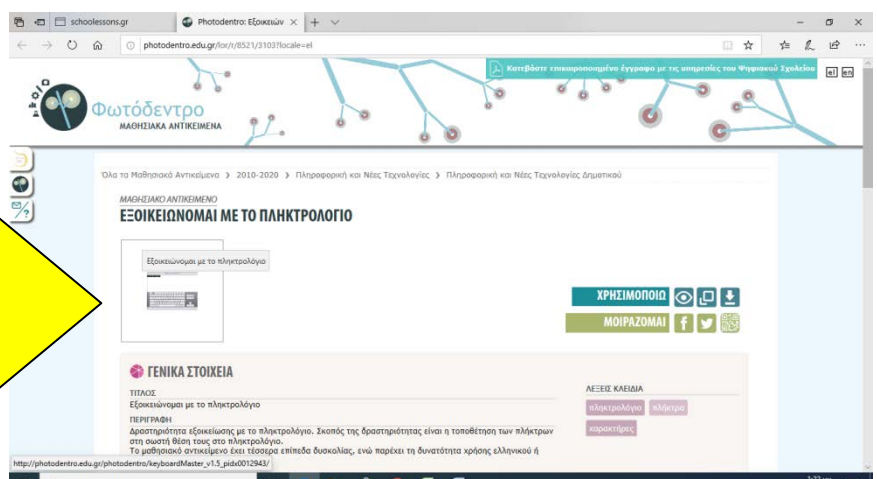 schoolessons.gr
Photodentro: Εξοικειών
photodentro.edu.gr/lor/r/8521/3103?locale=el
Κατεβάστε επικαιροποιημένο έγγραφο με τις υπηρεσίες του Ψηφιακού Σχολείου
el en
Φωτόδεντρο
ΜΑΘΗΣΙΑΚΑ ΑΝΤΙΚΕΙΜΕΝΑ
Όλα τα Μαθησιακά Αντικείμενα > 2010-2020 > Πληροφορική και Νέες Τεχνολογίες > Πληροφορική και Νέες Τεχνολογίες Δημοτικού
ΜΑΘΗΣΙΑΚΟ ΑΝΤΙΚΕΙΜΕΝΟ
ΕΞΟΙΚΕΙΩΝΟΜΑΙ ΜΕ ΤΟ ΠΛΗΚΤΡΟΛΟΓΙΟ
Εξοικειώνομαι με το πληκτρολόγιο
ΧΡΗΣΙΜΟΠΟΙΩ
ΜΟΙΡΑΖΟΜΑΙ
ΓΕΝΙΚΑ ΣΤΟΙΧΕΙΑ
ΤΙΤΛΟΣ
Εξοικειώνομαι με το πληκτρολόγιο
ΠΕΡΙΓΡΑΦΗ
Δραστηριότητα εξοικείωσης με το πληκτρολόγιο. Σκοπός της δραστηριότητας είναι η τοποθέτηση των πλήκτρων
στη σωστή θέση τους στο πληκτρολόγιο.
Το μαθησιακό αντικείμενο έχει τέσσερα επίπεδα δυσκολίας, ενώ παρέχει τη δυνατότητα χρήσης ελληνικού ή
ΛΕΞΕΙΣ ΚΛΕΙΔΙΑ
πληκτρολόγιο πλήκτρα
χαρακτήρες
http://photodentro.edu.gr/photodentro/keyboardMaster_v1.5_pidx0012943/